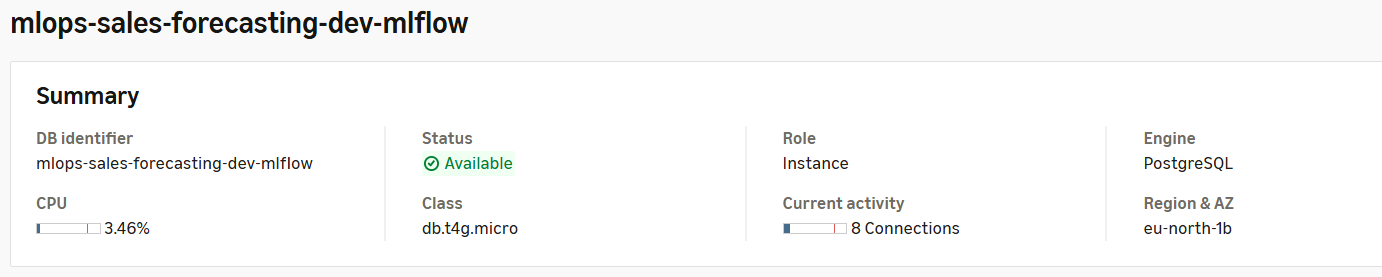 mlops-sales-forecasting-dev-mlflow
Summary
DB identifier
mlops-sales-forecasting-dev-mlflow
Status
Available
Role
Instance
Engine
PostgreSQL
CPU
3.46%
Class
db.t4g.micro
Current activity
8 Connections
Region & AZ
eu-north-1b